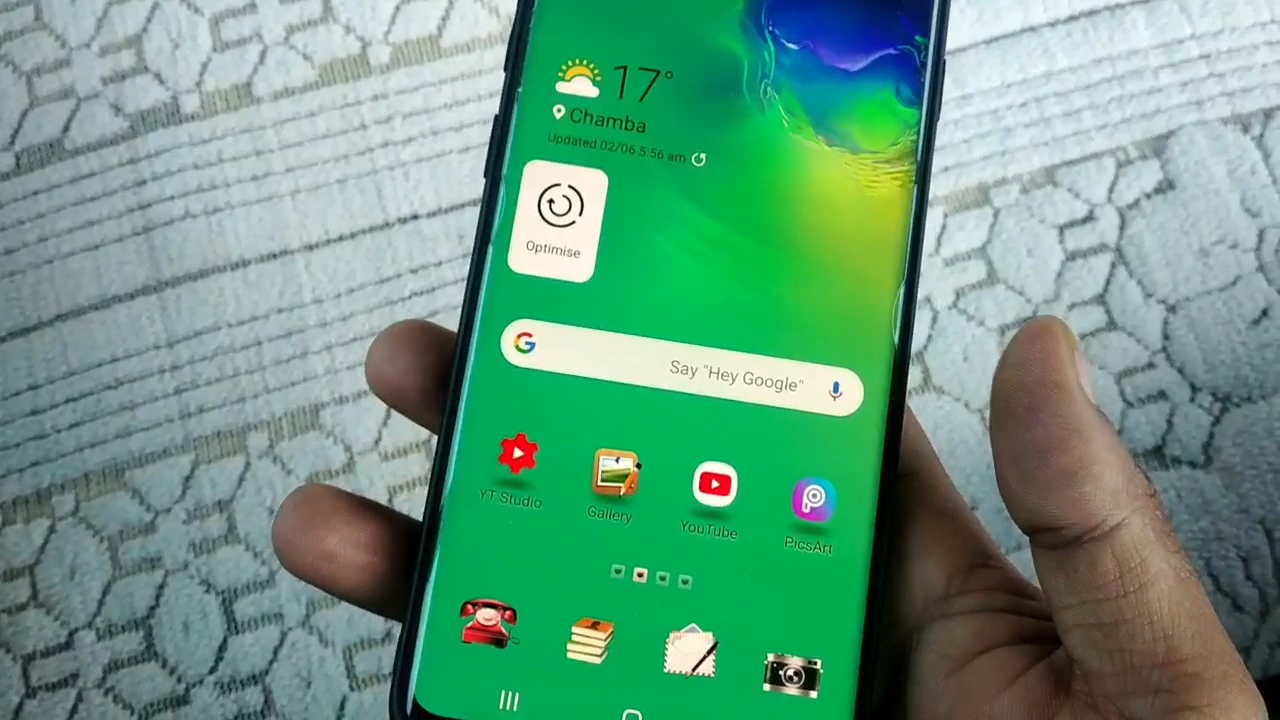 17°
Chamba
Updated 02/06 5:56 am
Optimise
Say "Hey Google"
YT Studio
Gallery
YouTube
PicsArt